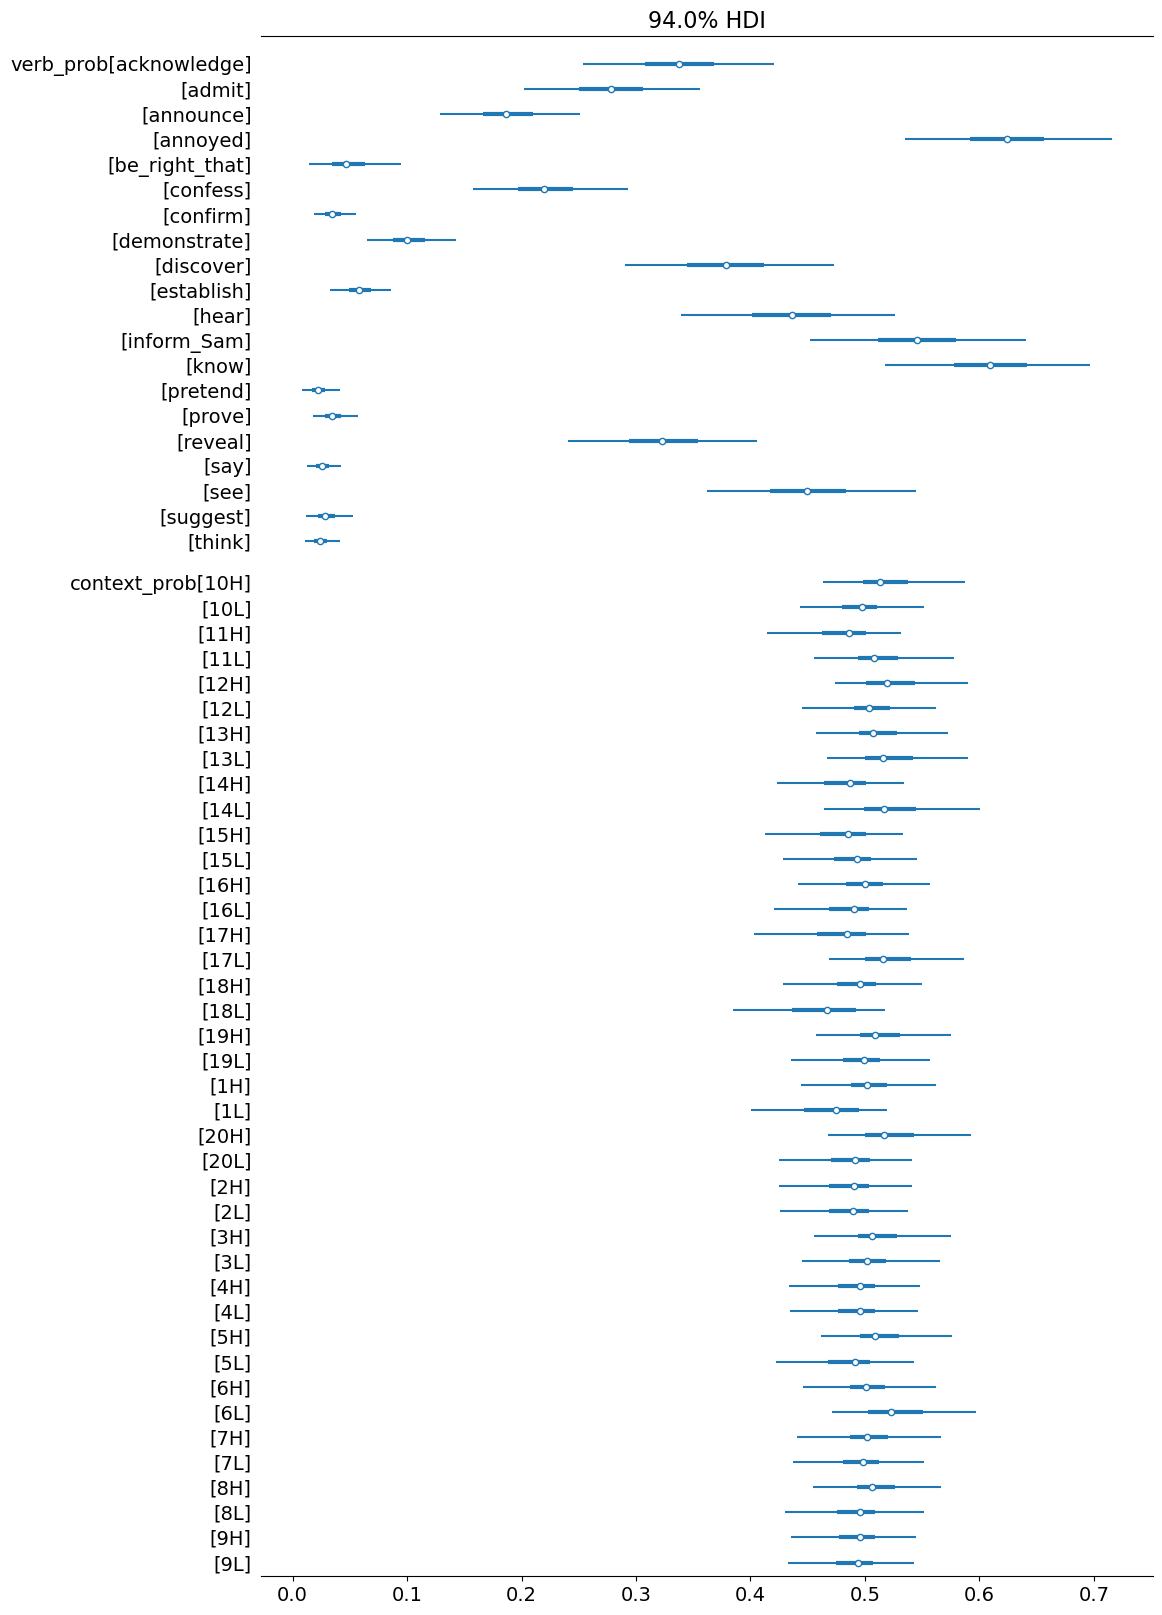 94.0% HDI
verb_prob[acknowledge]
[admit]
[announce]
[annoyed]
[be_right_that]
[confess]
[confirm]
[demonstrate]
[discover]
[establish]
[hear]
[inform_Sam]
[know]
[pretend]
[prove]
[reveal]
[say]
[see]
[suggest]
[think]
context_prob[10H]
[10L]
[11H]
[11L]
[12H]
[12L]
[13H]
[13L]
[14H]
[14L]
[15H]
[15L]
[16H]
[16L]
[17H]
[17L]
[18H]
[18L]
[19H]
[19L]
[1H]
[1L]
[20H]
[20L]
[2H]
[2L]
[3H]
[3L]
[4H]
[4L]
[5H]
[5L]
[6H]
[6L]
[7H]
[7L]
[8H]
[8L]
[9H]
[9L]
0.0 0.1 0.2 0.3 0.4 0.5 0.6 0.7